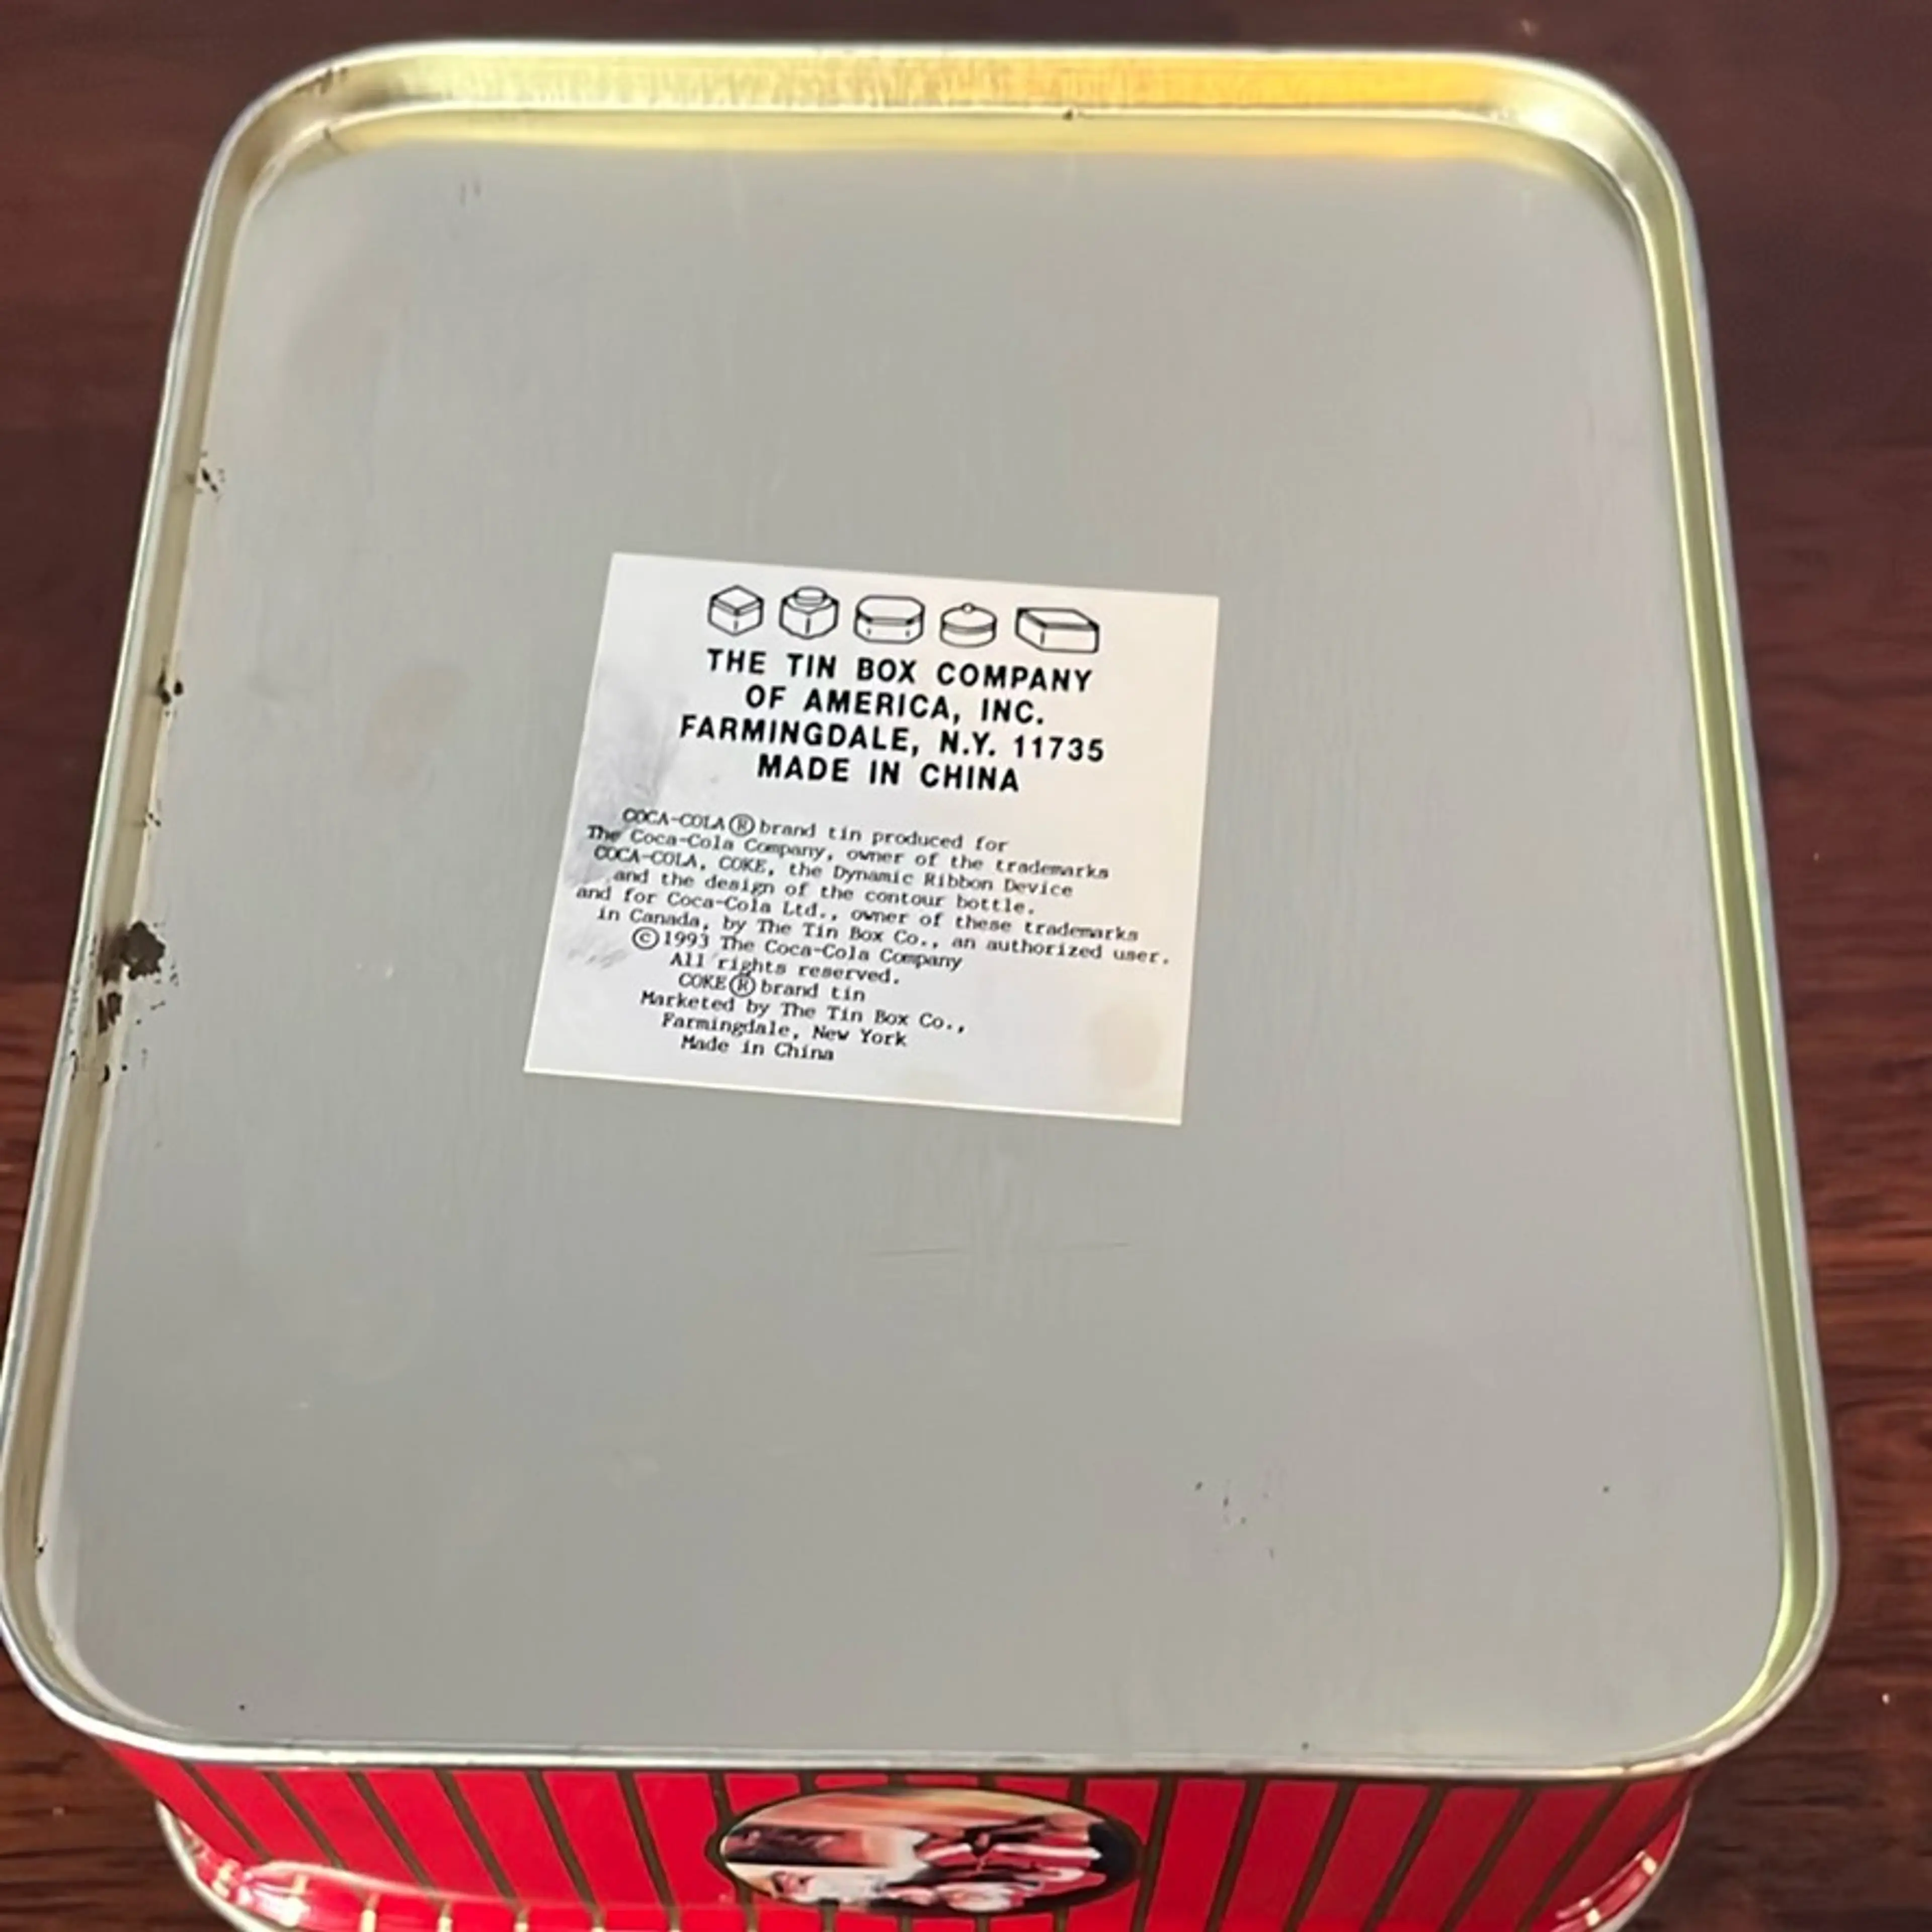 THE TIN BOX COMPANY
OF AMERICA, INC.
FARMINGDALE, N.Y. 11735
MADE IN CHINA
COCA-COLA® brand tin produced for
The Coca-Cola Company, owner of the trademarks
COCA-COLA, COKE, the Dynamic Ribbon Device
and the design of the contour bottle.
and for Coca-Cola Ltd., owner of these trademarks
in Canada, by The Tin Box Co., an authorized user.
©1993 The Coca-Cola Company
All rights reserved.
COKE® brand tin
Marketed by The Tin Box Co.,
Farmingdale, New York
Made in China